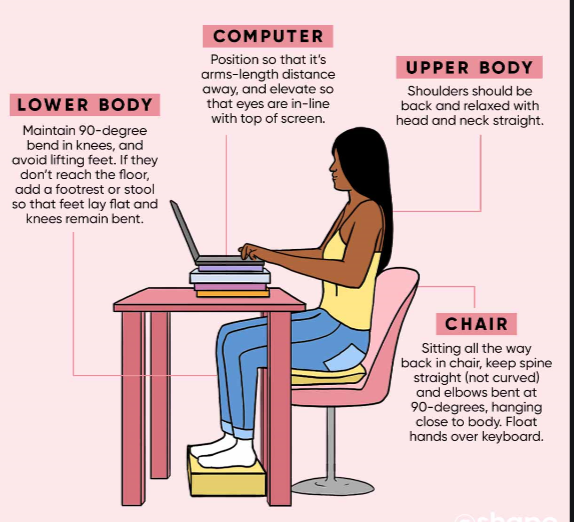 COMPUTER
Position so that it's
arms-length distance
away, and elevate so
that eyes are in-line
with top of screen.
UPPER BODY
Shoulders should be
back and relaxed with
head and neck straight.
LOWER BODY
Maintain 90-degree
bend in knees, and
avoid lifting feet. If they
don't reach the floor,
add a footrest or stool
so that feet lay flat and
knees remain bent.
CHAIR
Sitting all the way
back in chair, keep spine
straight (not curved)
and elbows bent at
90-degrees, hanging
close to body. Float
hands over keyboard.